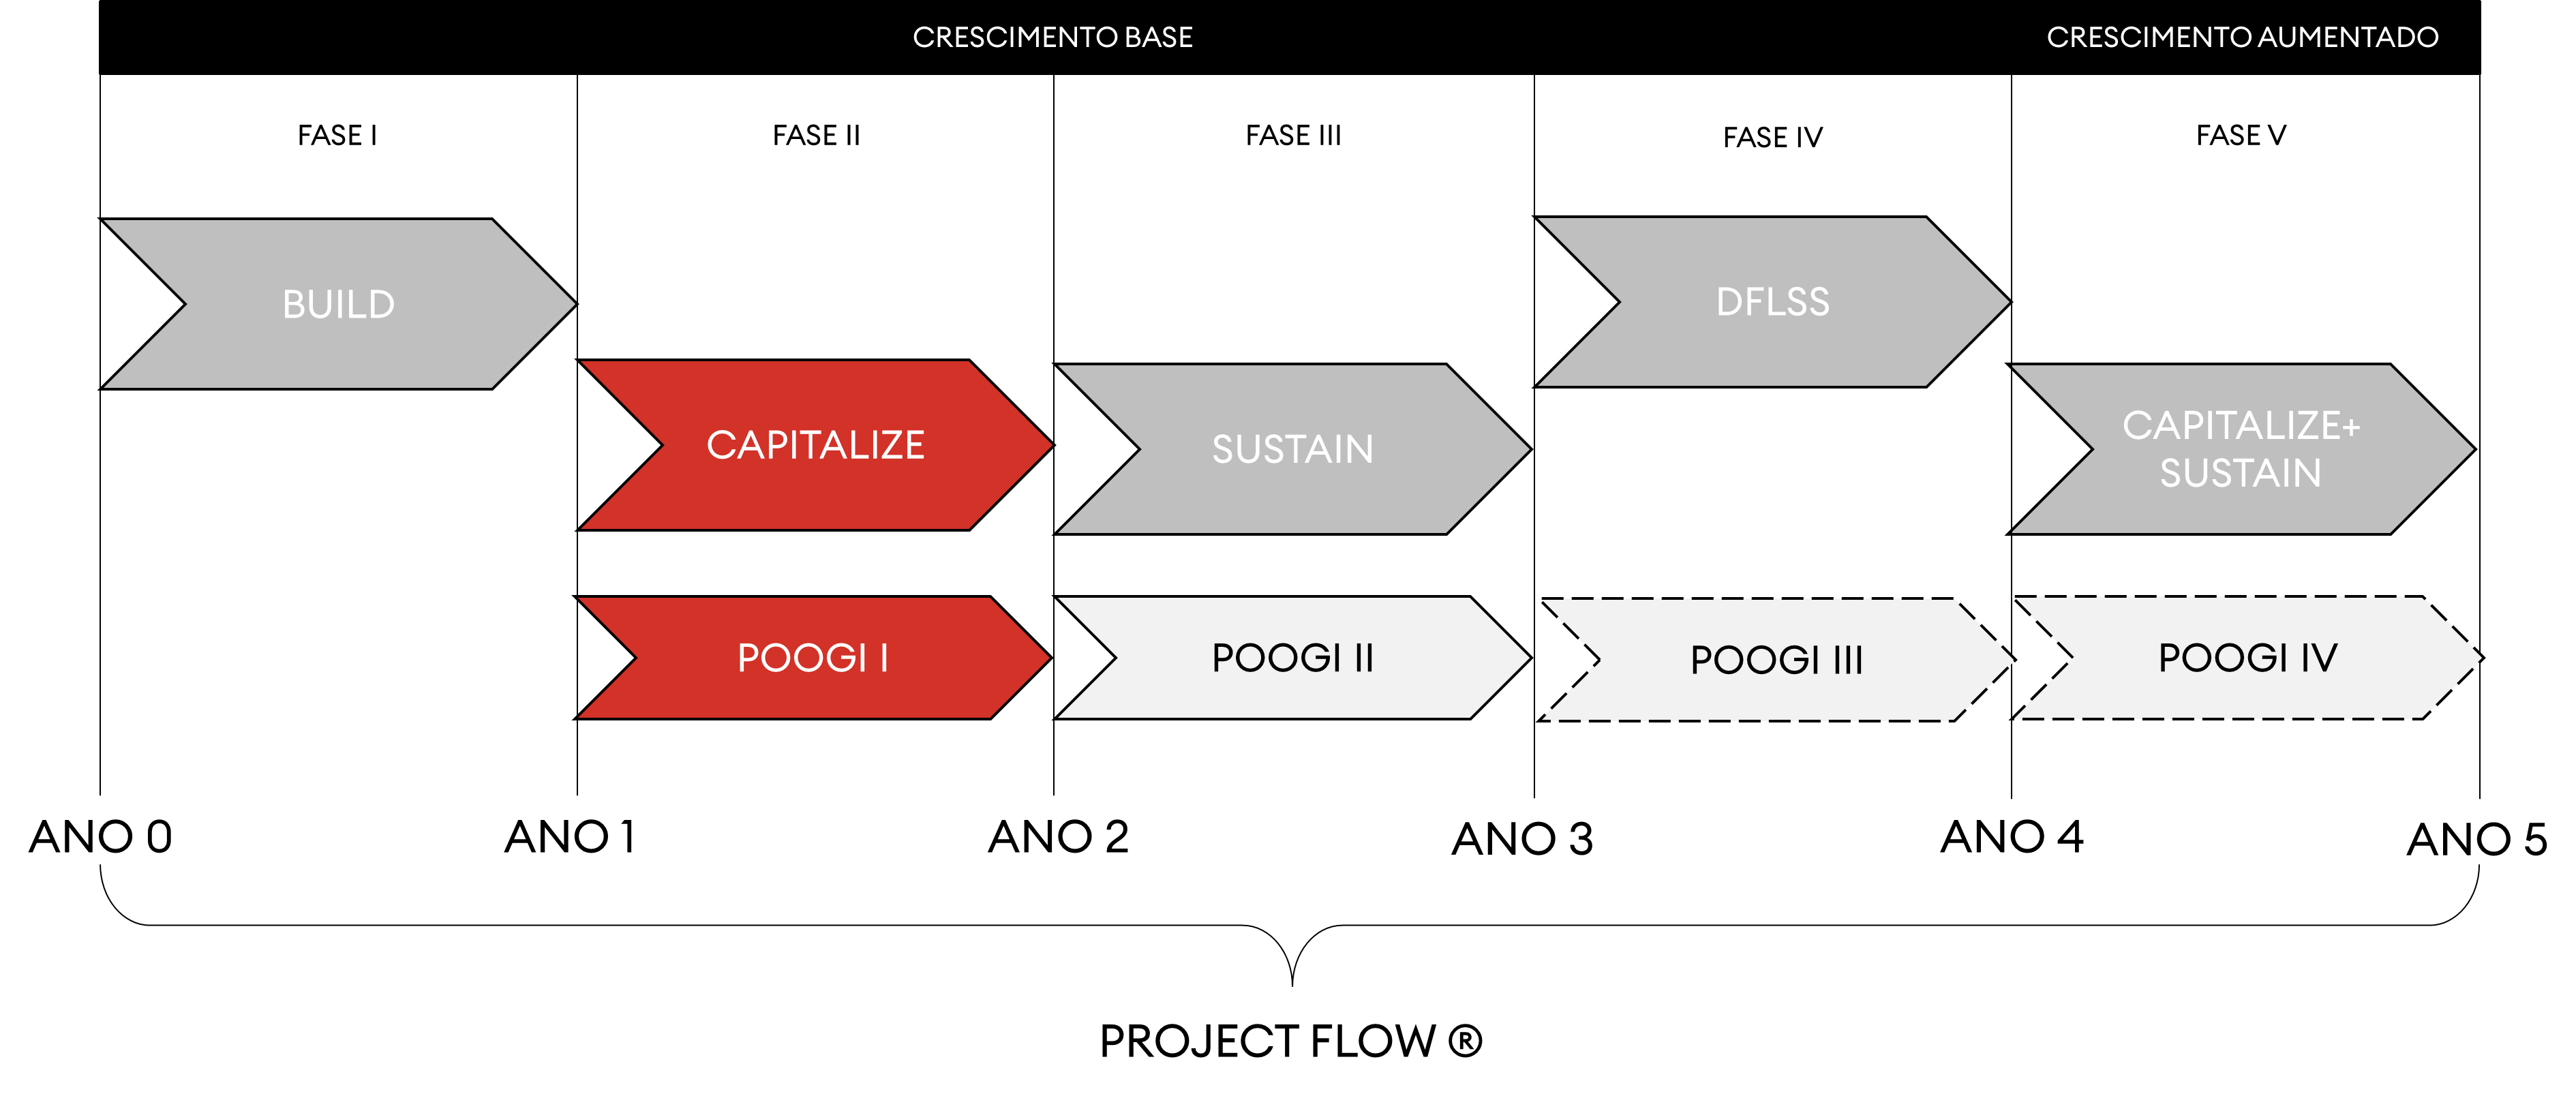 CRESCIMENTO BASE
CRESCIMENTO AUMENTADO
FASE I
FASE II
FASE III
FASE IV
FASE V
BUILD
DFLSS
CAPITALIZE
SUSTAIN
CAPITALIZE+
SUSTAIN
POOGI I
POOGI II
POOGI III
POOGI IV
ANO 0
ANO 1
ANO 2
ANO 3
ANO 4
ANO 5
PROJECT FLOW ®